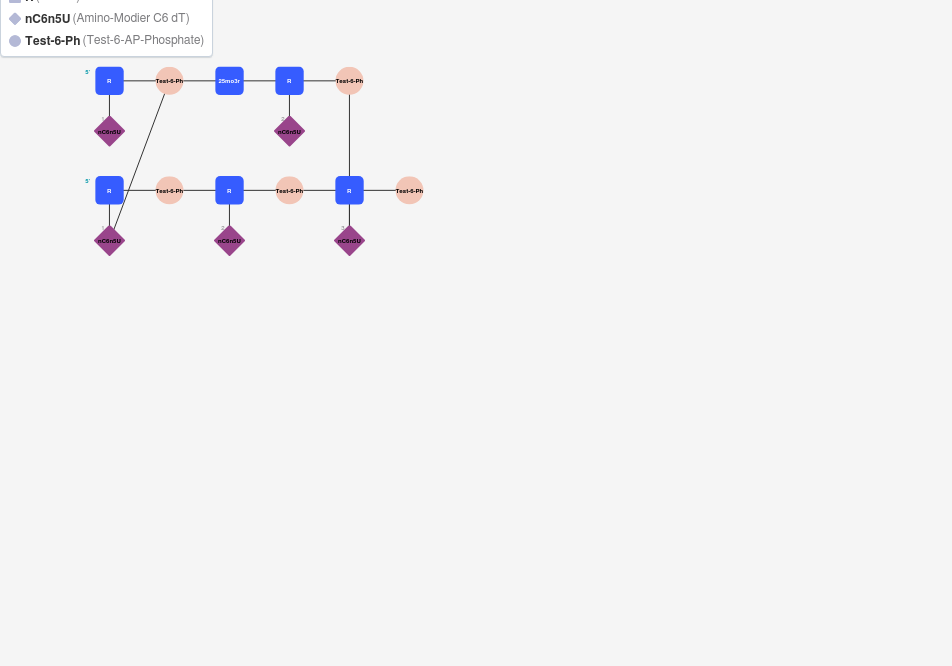 nC6n5U (Amino-Modier C6 dT)
Test-6-Ph (Test-6-AP-Phosphate)
5' R Test-6-Ph 25mo3r R Test-6-Ph
nC6n5U nC6n5U
5' R Test-6-Ph R Test-6-Ph R Test-6-Ph
nC6n5U nC6n5U nC6n5U